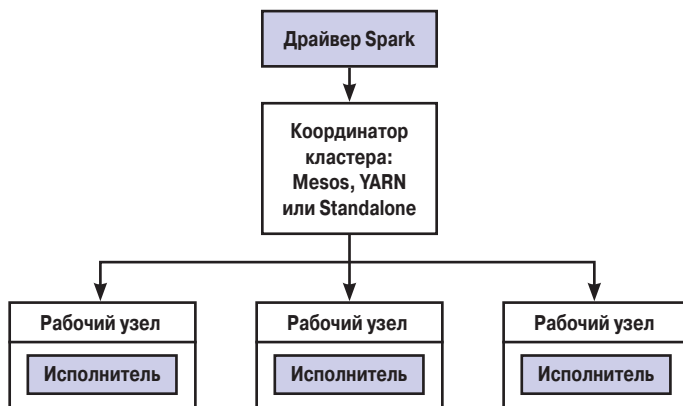 Драйвер Spark
Координатор
кластера:
Mesos, YARN
или Standalone
Рабочий узел
Исполнитель
Рабочий узел
Исполнитель
Рабочий узел
Исполнитель